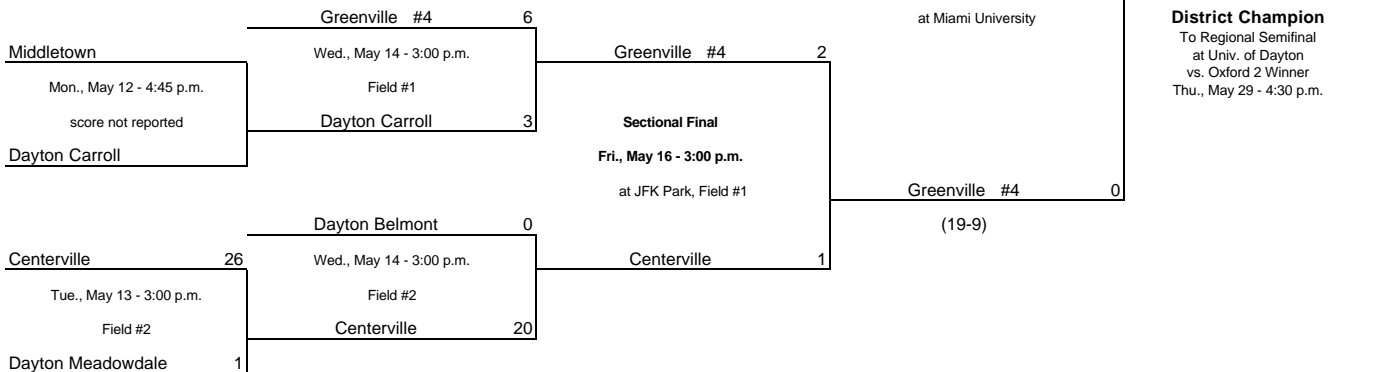 Greenville #4 6
at Miami University
District Champion
Middletown
Wed., May 14 - 3:00 p.m.
Greenville #4 2
To Regional Semifinal
at Univ. of Dayton
vs. Oxford 2 Winner
Thu., May 29 - 4:30 p.m.
Mon., May 12 - 4:45 p.m.
Field #1
score not reported
Dayton Carroll 3
Sectional Final
Dayton Carroll
Fri., May 16 - 3:00 p.m.
at JFK Park, Field #1
Greenville #4 0
Dayton Belmont 0
(19-9)
Centerville 26
Wed., May 14 - 3:00 p.m.
Centerville 1
Tue., May 13 - 3:00 p.m.
Field #2
Field #2
Centerville 20
Dayton Meadowdale 1